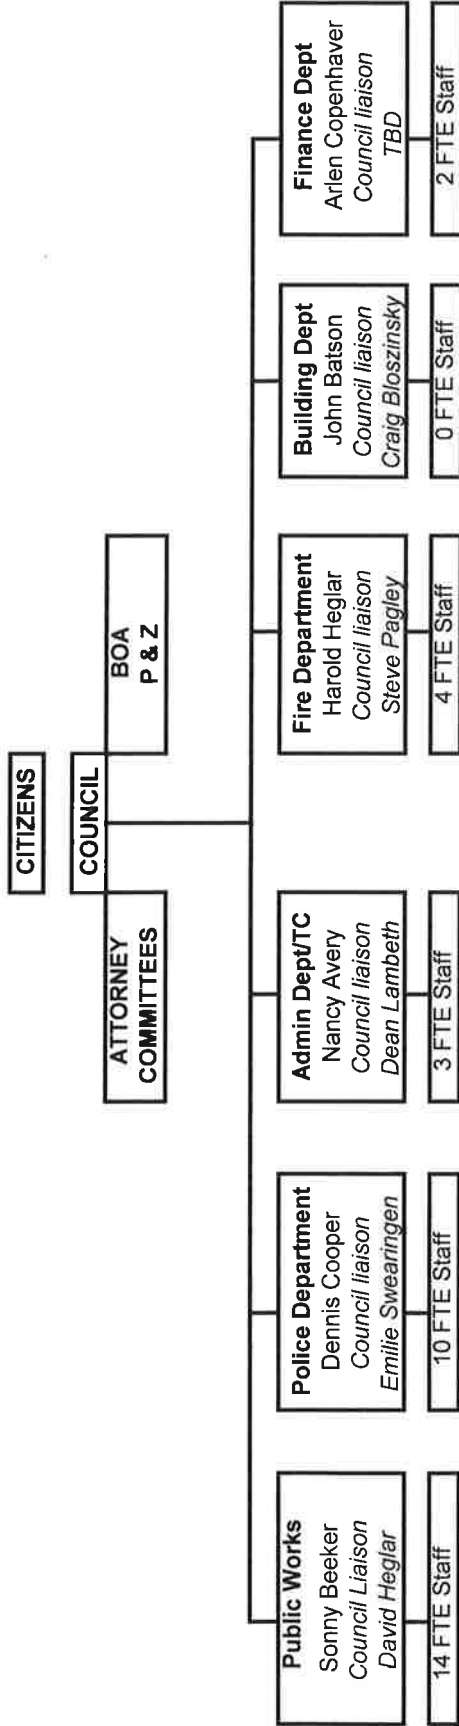 CITIZENS
COUNCIL
ATTORNEY
COMMITTEES
BOA
P & Z
Public Works
Sonny Beeker
Council Liaison
David Heglar
14 FTE Staff
Police Department
Dennis Cooper
Council liaison
Emilie Swearingen
10 FTE Staff
Admin Dept/TC
Nancy Avery
Council liaison
Dean Lambeth
3 FTE Staff
Fire Department
Harold Heglar
Council liaison
Steve Pagley
4 FTE Staff
Building Dept
John Batson
Council liaison
Craig Bloszinsky
0 FTE Staff
Finance Dept
Arlen Copenhaver
Council liaison
TBD
2 FTE Staff